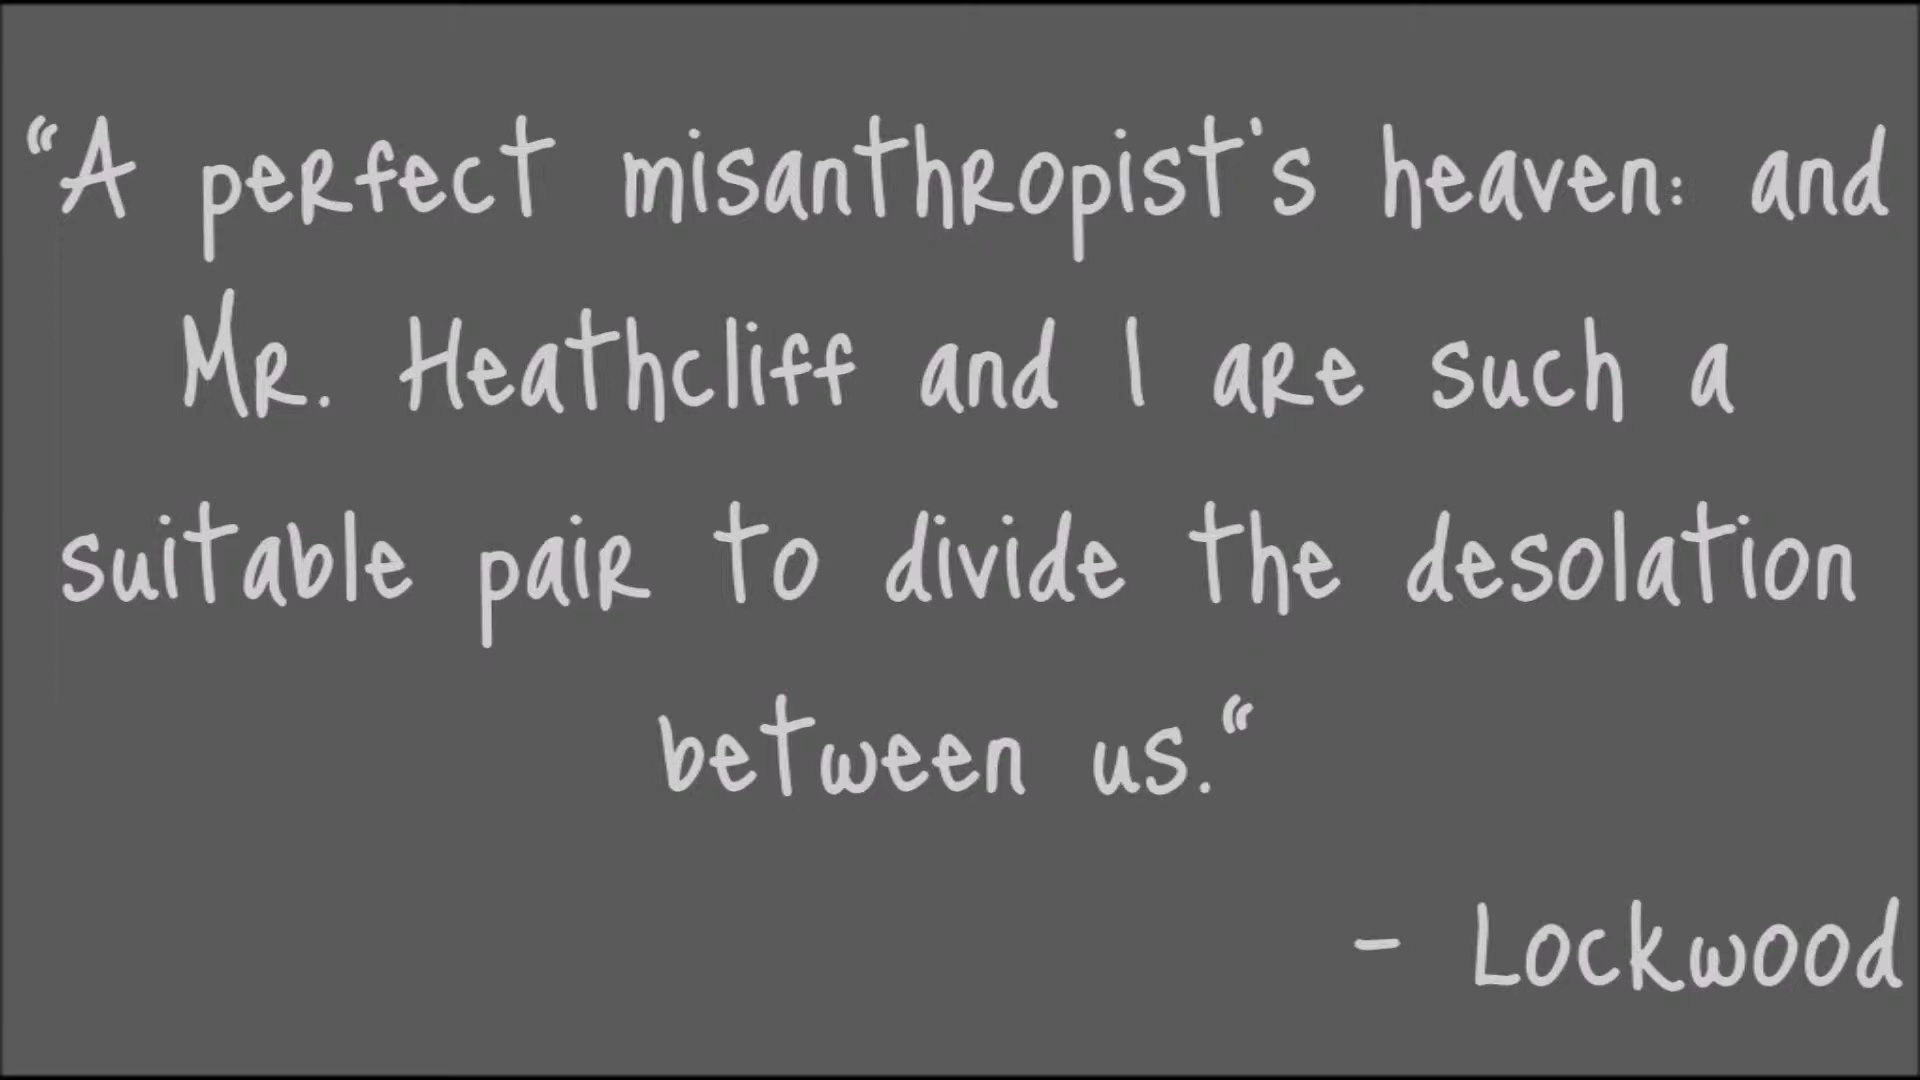 “A perfect misanthropist's heaven: and
Mr. Heathcliff and I are such a
suitable pair to divide the desolation
between us.“
- Lockwood